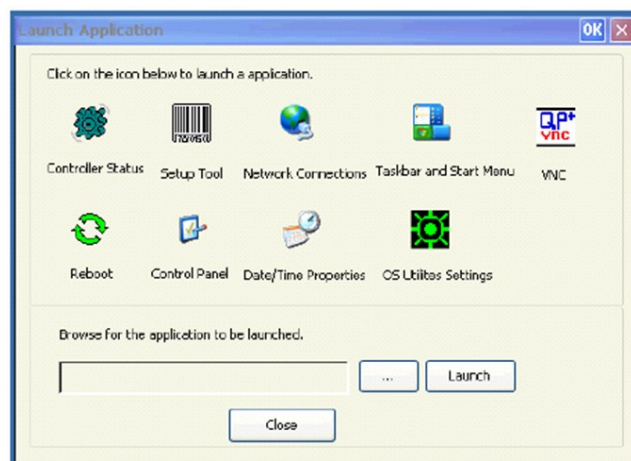 Launch Application OK
Click on the icon below to launch a application.
Controller Status Setup Tool Network Connections Taskbar and Start Menu VNC
Reboot Control Panel Date/Time Properties OS Utilites Settings
Browse for the application to be launched.
... Launch
Close